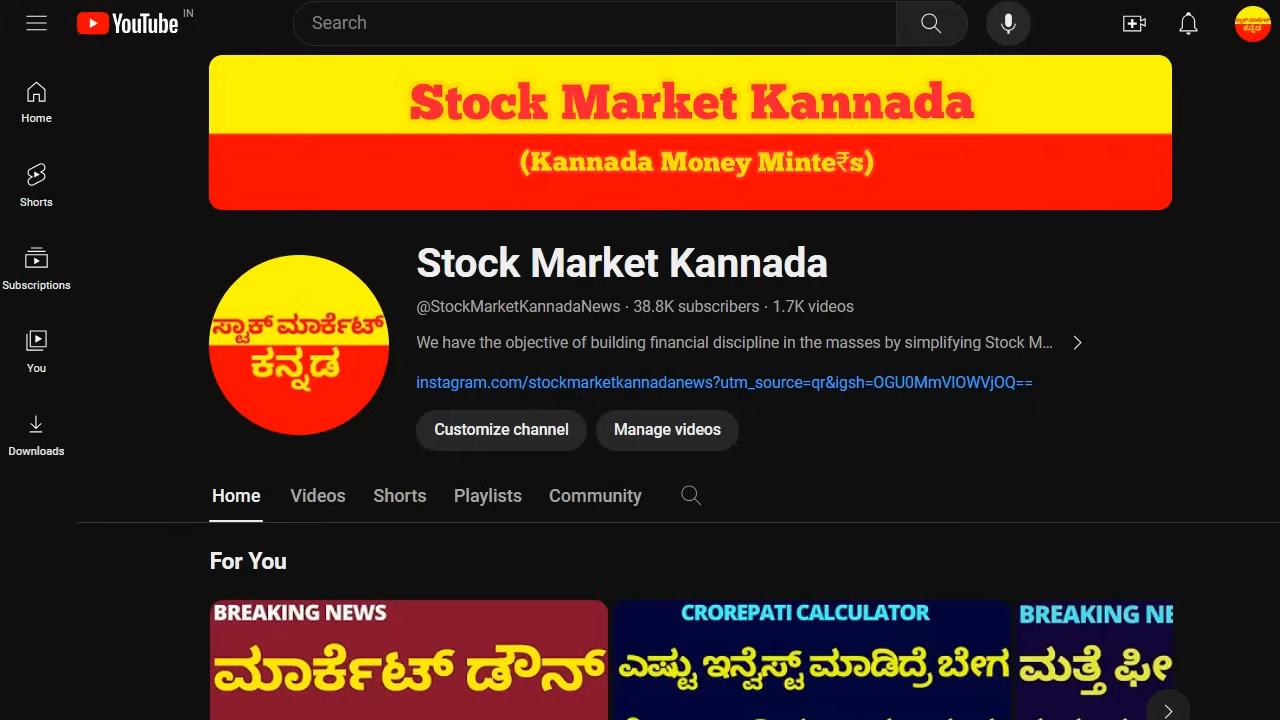 YouTube IN
Search
Home
Shorts
Subscriptions
You
Downloads
Stock Market Kannada
(Kannada Money Minte₹s)
ಸ್ಟಾಕ್ ಮಾರ್ಕೆಟ್
ಕನ್ನಡ
Stock Market Kannada
@StockMarketKannadaNews · 38.8K subscribers · 1.7K videos
We have the objective of building financial discipline in the masses by simplifying Stock M...
instagram.com/stockmarketkannadanews?utm_source=qr&igsh=OGU0MmVlOWVjOQ==
Customize channel
Manage videos
Home Videos Shorts Playlists Community
For You
BREAKING NEWS
ಮಾರ್ಕೆಟ್ ಡೌನ್
CROREPATI CALCULATOR
ಎಷ್ಟು ಇನ್ವೆಸ್ಟ್ ಮಾಡಿದ್ರೆ ಬೇಗ
BREAKING NE
ಮತ್ತೆ ಫೀ